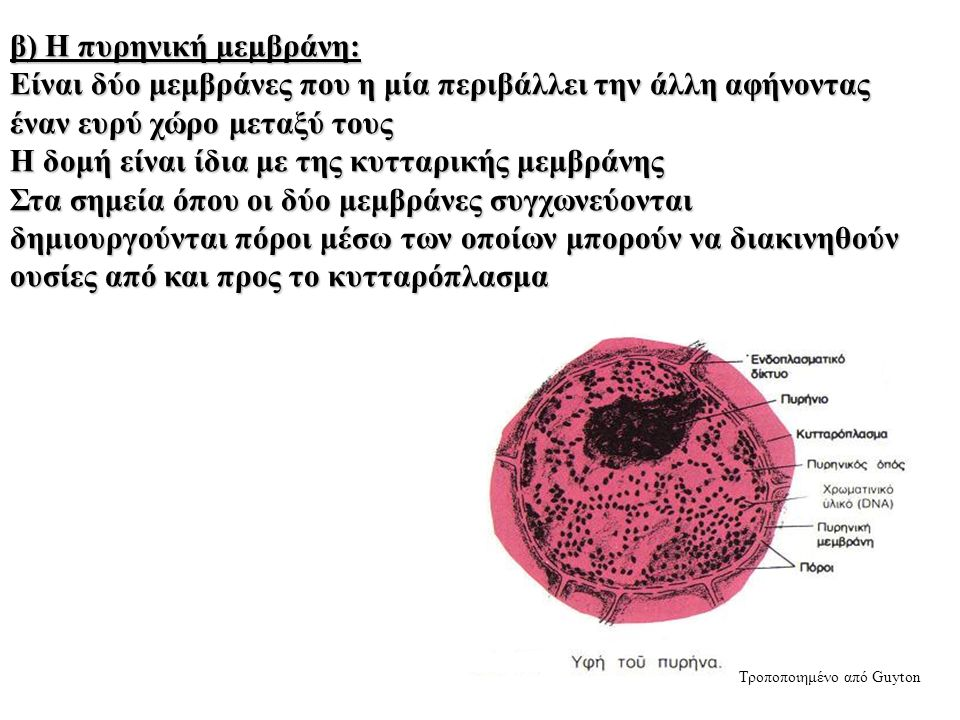 β) Η πυρηνική μεμβράνη:
Είναι δύο μεμβράνες που η μία περιβάλλει την άλλη αφήνοντας
έναν ευρύ χώρο μεταξύ τους
Η δομή είναι ίδια με της κυτταρικής μεμβράνης
Στα σημεία όπου οι δύο μεμβράνες συγχωνεύονται
δημιουργούνται πόροι μέσω των οποίων μπορούν να διακινηθούν
ουσίες από και προς το κυτταρόπλασμα
Ἐνδοπλασματικό
δίκτυο
Πυρήνιο
Κυτταρόπλασμα
Πυρηνικός ὀπός
Χρωματινικό
ὑλικό (DNA)
Πυρηνική
μεμβράνη
Πόροι
Υφή τοῦ πυρήνα.
Τροποποιημένο από Guyton